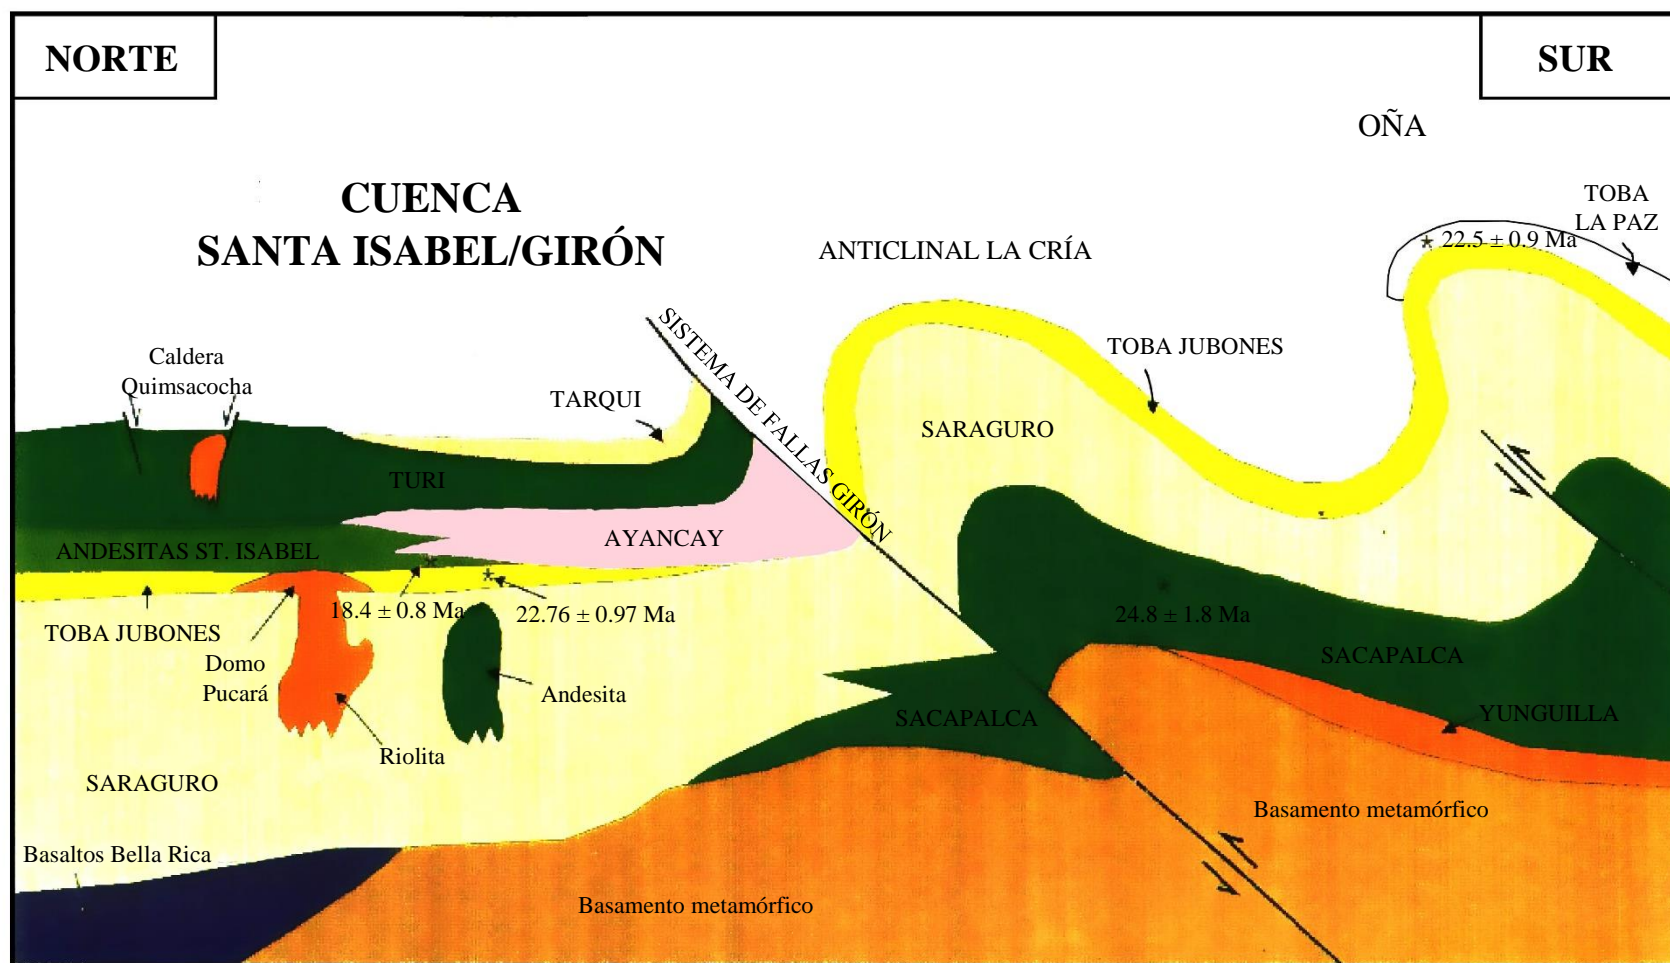 NORTE
SUR
OÑA
CUENCA
SANTA ISABEL/GIRÓN
TOBA
LA PAZ
22.5 ± 0.9 Ma
ANTICLINAL LA CRÍA
SISTEMA DE FALLAS GIRÓN
TOBA JUBONES
Caldera
Quimsacocha
TARQUI
SARAGURO
TURI
AYANCAY
ANDESITAS ST. ISABEL
18.4 ± 0.8 Ma
22.76 ± 0.97 Ma
24.8 ± 1.8 Ma
TOBA JUBONES
Domo
Pucará
Andesita
SACAPALCA
SACAPALCA
YUNGUILLA
Riolita
SARAGURO
Basamento metamórfico
Basaltos Bella Rica
Basamento metamórfico